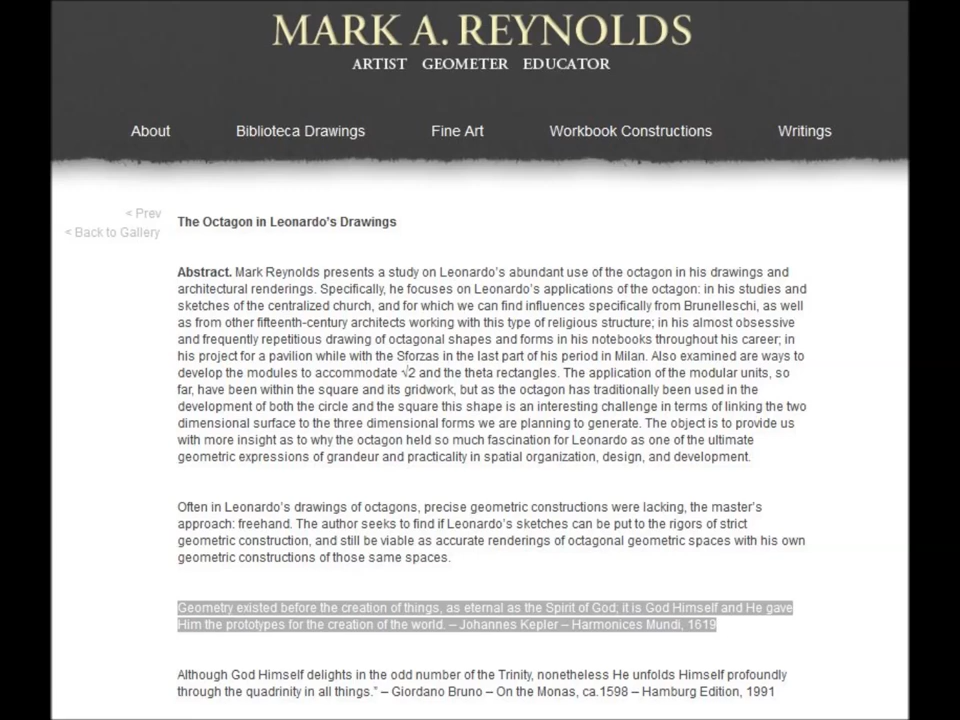 MARK A. REYNOLDS
ARTIST GEOMETER EDUCATOR
About Biblioteca Drawings Fine Art Workbook Constructions Writings
< Prev
< Back to Gallery
The Octagon in Leonardo's Drawings
Abstract. Mark Reynolds presents a study on Leonardo's abundant use of the octagon in his drawings and
architectural renderings. Specifically, he focuses on Leonardo's applications of the octagon: in his studies and
sketches of the centralized church, and for which we can find influences specifically from Brunelleschi, as well
as from other fifteenth-century architects working with this type of religious structure; in his almost obsessive
and frequently repetitious drawing of octagonal shapes and forms in his notebooks throughout his career; in
his project for a pavilion while with the Sforzas in the last part of his period in Milan. Also examined are ways to
develop the modules to accommodate √2 and the theta rectangles. The application of the modular units, so
far, have been within the square and its gridwork, but as the octagon has traditionally been used in the
development of both the circle and the square this shape is an interesting challenge in terms of linking the two
dimensional surface to the three dimensional forms we are planning to generate. The object is to provide us
with more insight as to why the octagon held so much fascination for Leonardo as one of the ultimate
geometric expressions of grandeur and practicality in spatial organization, design, and development.
Often in Leonardo's drawings of octagons, precise geometric constructions were lacking, the master's
approach: freehand. The author seeks to find if Leonardo's sketches can be put to the rigors of strict
geometric construction, and still be viable as accurate renderings of octagonal geometric spaces with his own
geometric constructions of those same spaces.
Geometry existed before the creation of things, as eternal as the Spirit of God; it is God Himself and He gave
Him the prototypes for the creation of the world. – Johannes Kepler – Harmonices Mundi, 1619
Although God Himself delights in the odd number of the Trinity, nonetheless He unfolds Himself profoundly
through the quadrinity in all things." – Giordano Bruno – On the Monas, ca.1598 – Hamburg Edition, 1991